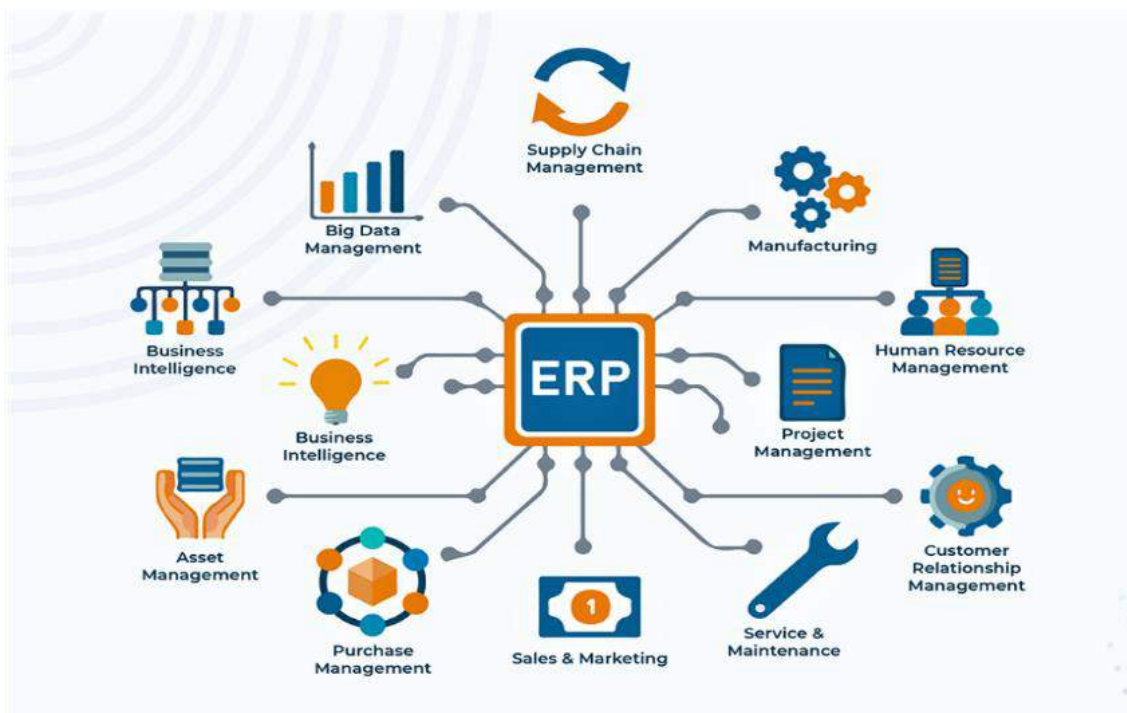 Supply Chain
Management
Big Data
Management
Manufacturing
Business
Intelligence
Human Resource
Management
ERP
Business
Intelligence
Project
Management
Asset
Management
Customer
Relationship
Management
Purchase
Management
Sales & Marketing
1
Service &
Maintenance